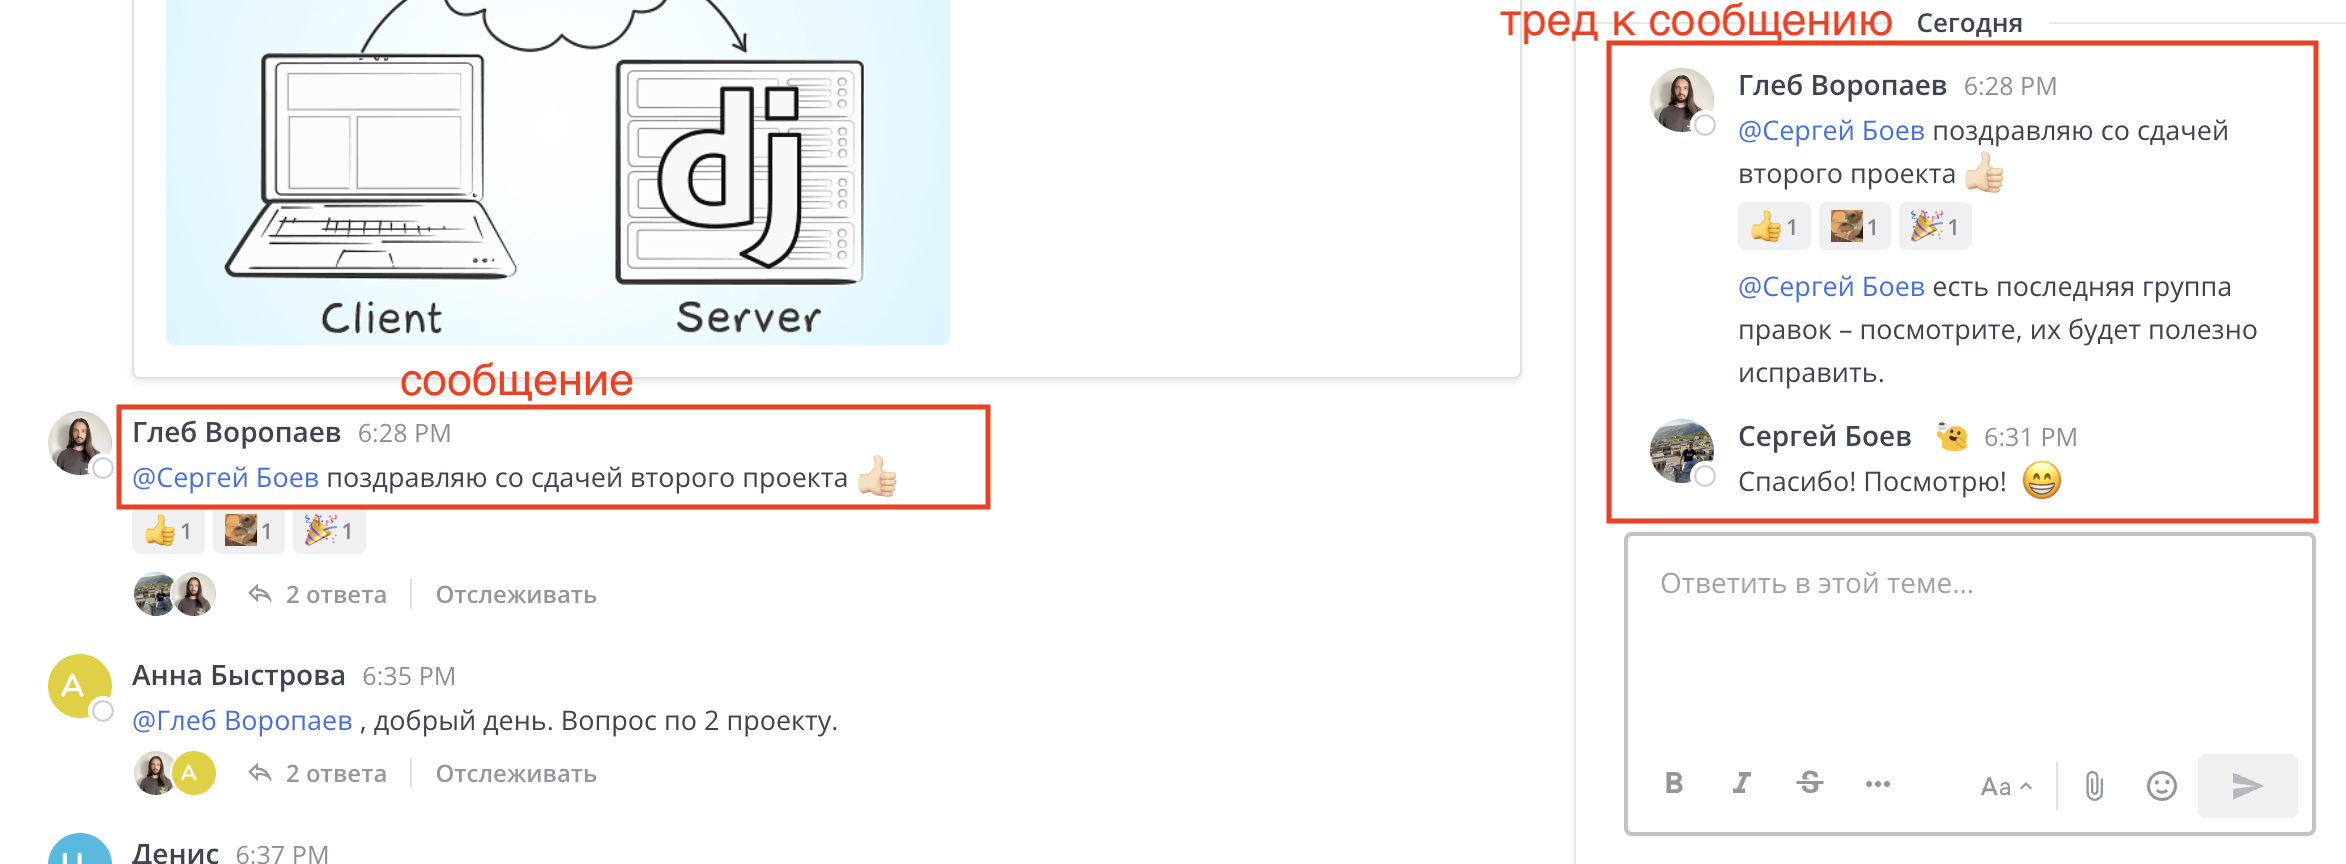 dj
Client
Server
сообщение
Глеб Воропаев 6:28 PM
@Сергей Боев поздравляю со сдачей второго проекта 👍🏻
👍 1 1 🎉 1
2 ответа Отслеживать
A
Анна Быстрова 6:35 PM
@Глеб Воропаев , добрый день. Вопрос по 2 проекту.
A
2 ответа Отслеживать
Денис 6:37 PM
тред к сообщению
Сегодня
Глеб Воропаев 6:28 PM
@Сергей Боев поздравляю со сдачей
второго проекта 👍🏻
👍 1 1 🎉 1
@Сергей Боев есть последняя группа
правок – посмотрите, их будет полезно
исправить.
Сергей Боев 6:31 PM
Спасибо! Посмотрю! 😁
Ответить в этой теме...
B I S ••• Aa